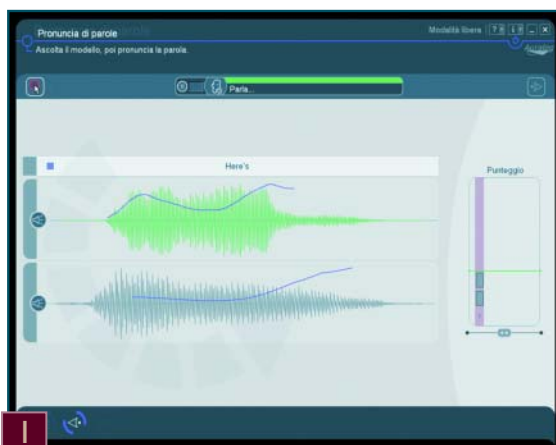 Pronuncia di parole
Modalità libera
Ascolta il modello, poi pronuncia la parola.
Parla...
Here's
Punteggio
I